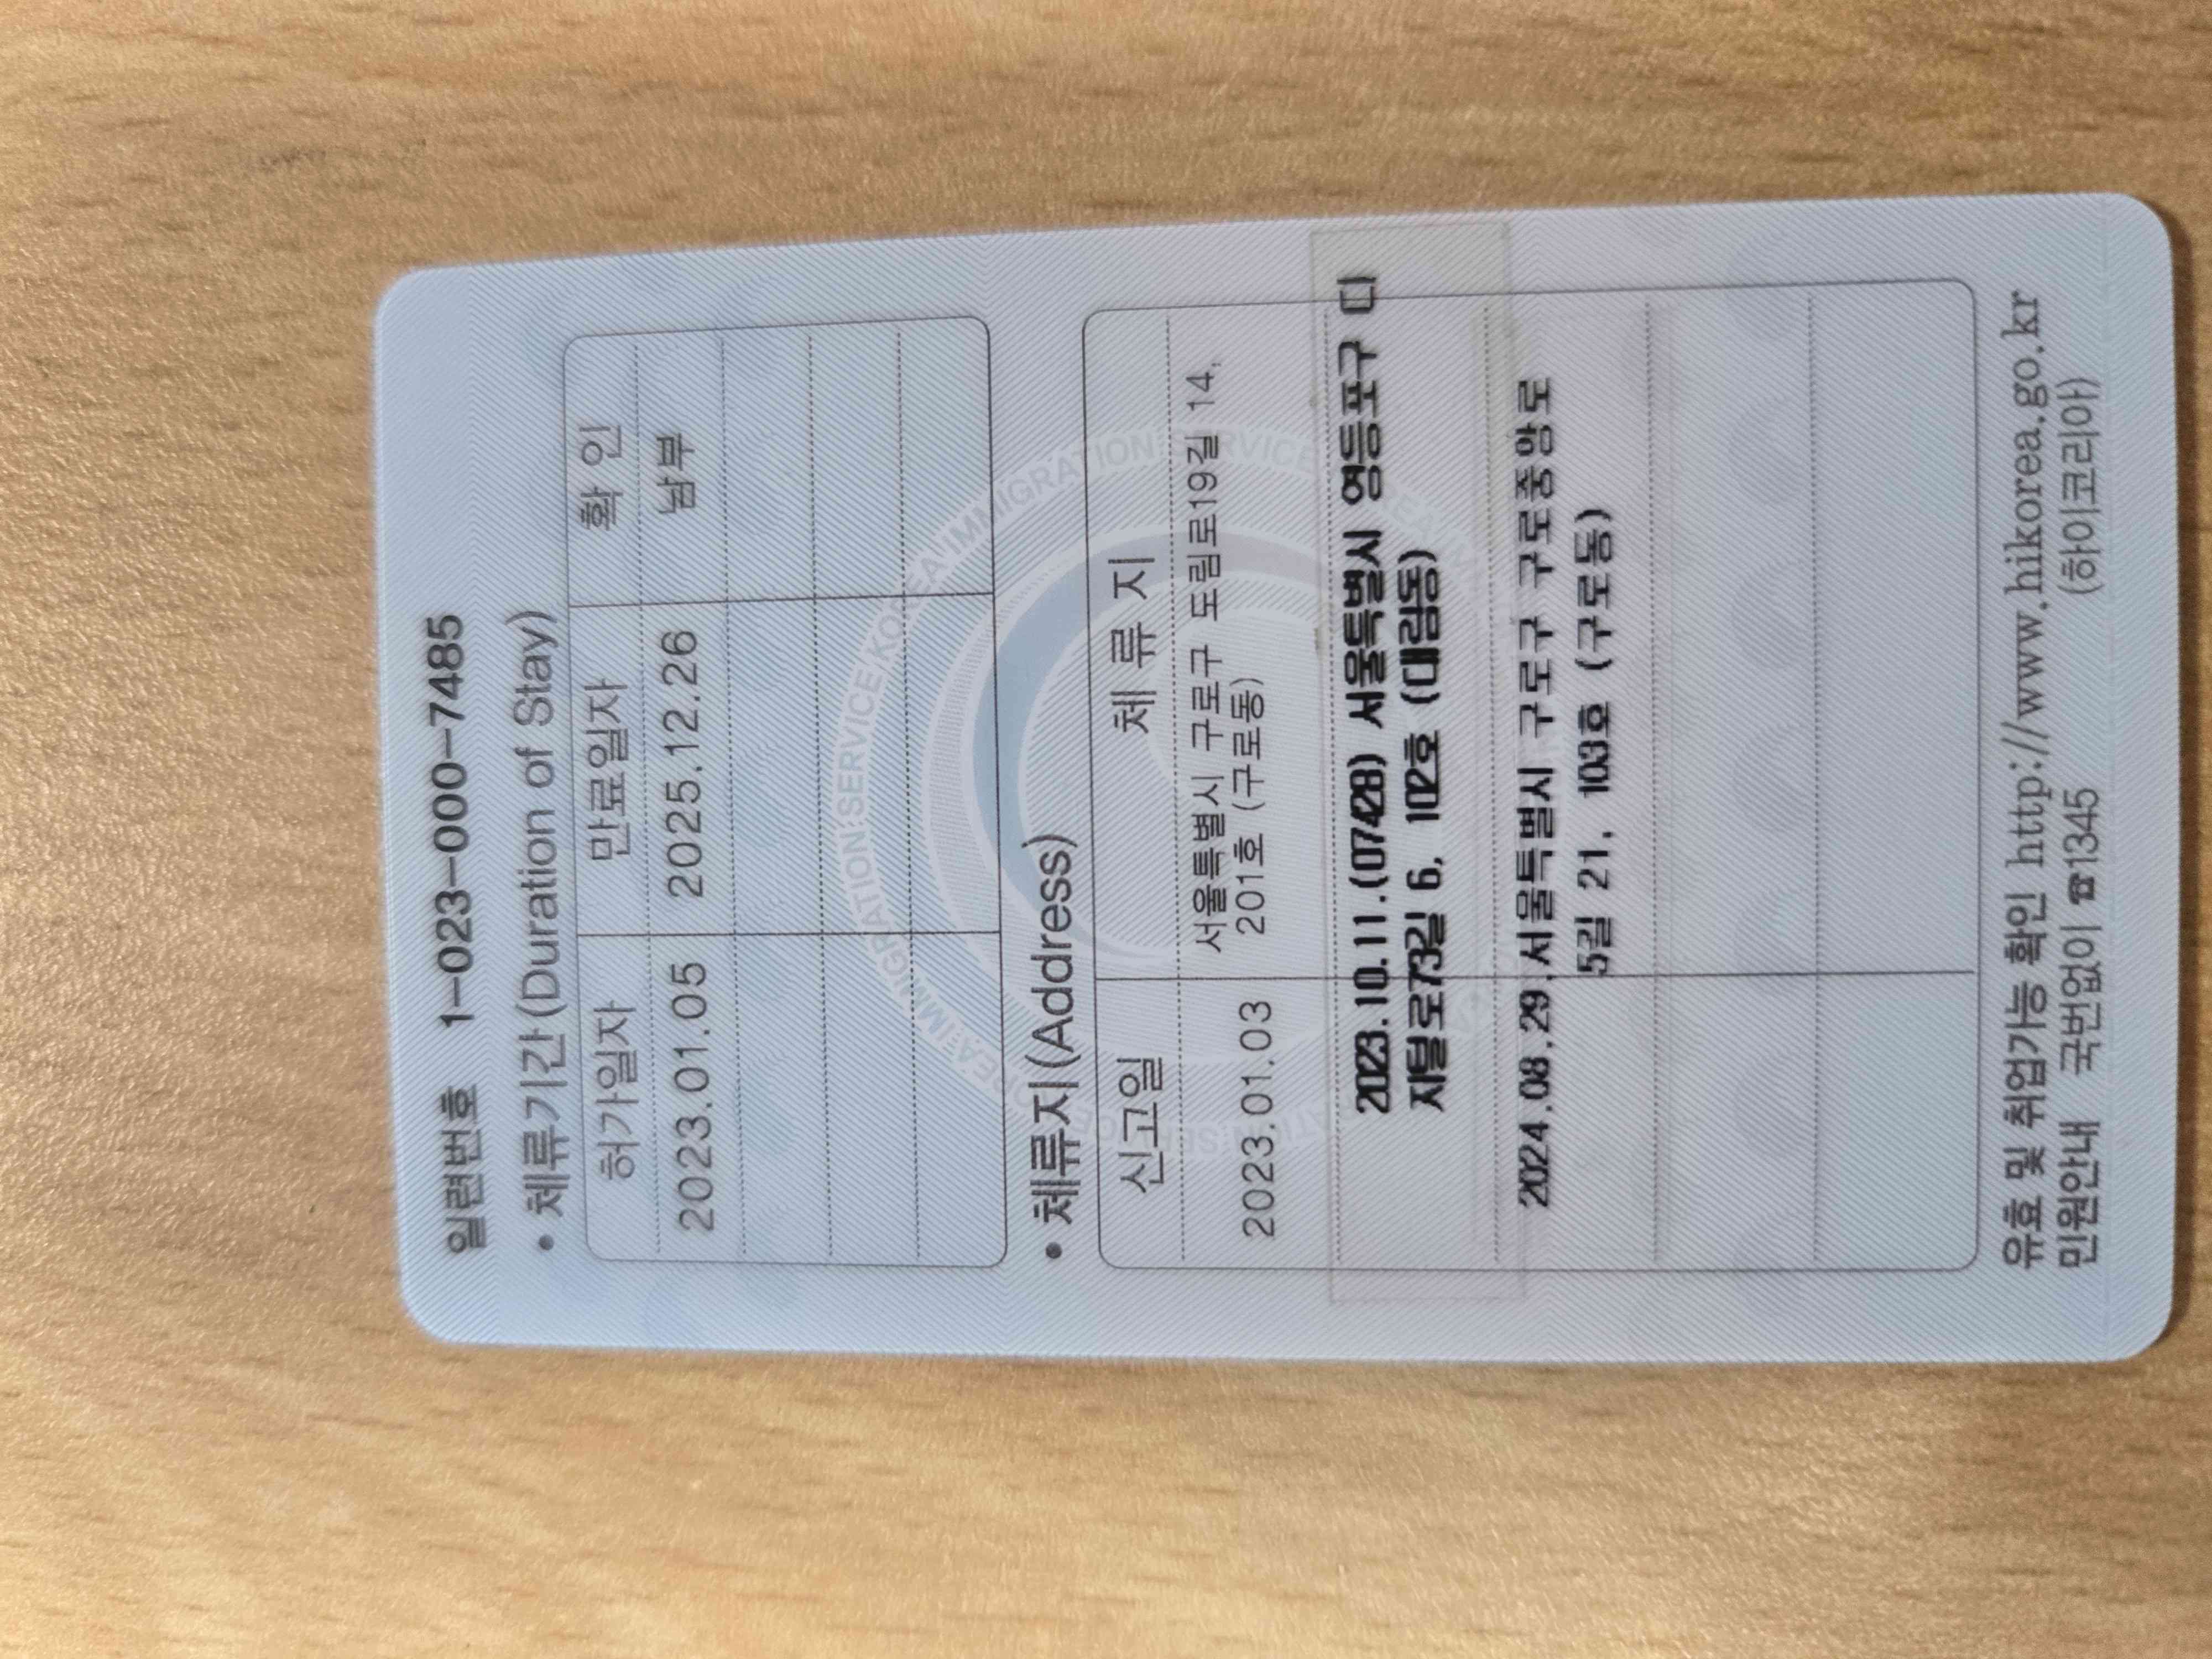 일련번호 1-023-000-7485
• 체류기간(Duration of Stay)
허가일자 만료일자 확 인
2023.01.05 2025.12.26 남부
• 체류지(Address)
신고일 체 류 지
2023.01.03 서울특별시 구로구 도림로19길 14,
201호 (구로동)
2023.10.11.(07428) 서울특별시 영등포구 디
지털로73길 6, 102호 (대림동)
2024.08.29.서울특별시 구로구 구로중앙로
5길 21, 103호 (구로동)
유효 및 취업가능 확인 http://www.hikorea.go.kr
민원안내 국번없이 ☎1345 (하이코리아)
KOREA IMMIGRATION SERVICE KOREA IMMIGRATION SERVICE